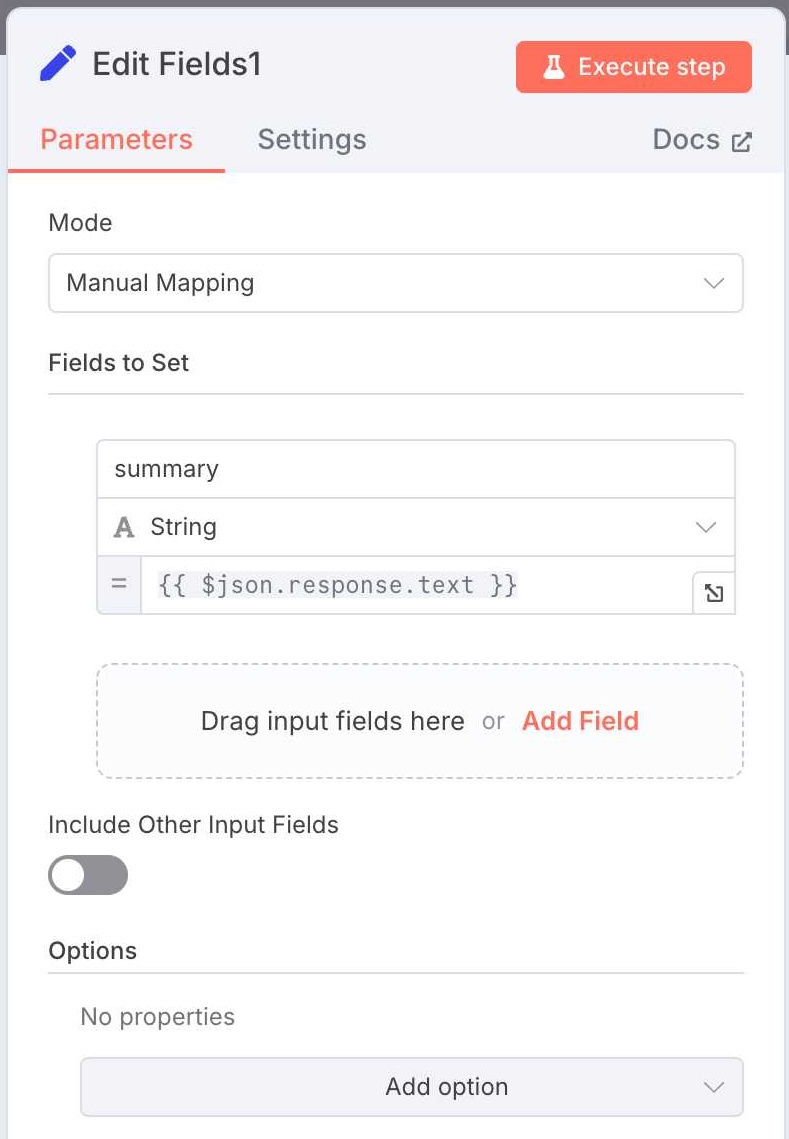 Edit Fields1
Execute step
Parameters
Settings
Docs
Mode
Manual Mapping
Fields to Set
summary
A String
= {{ $json.response.text }}
Drag input fields here or Add Field
Include Other Input Fields
Options
No properties
Add option